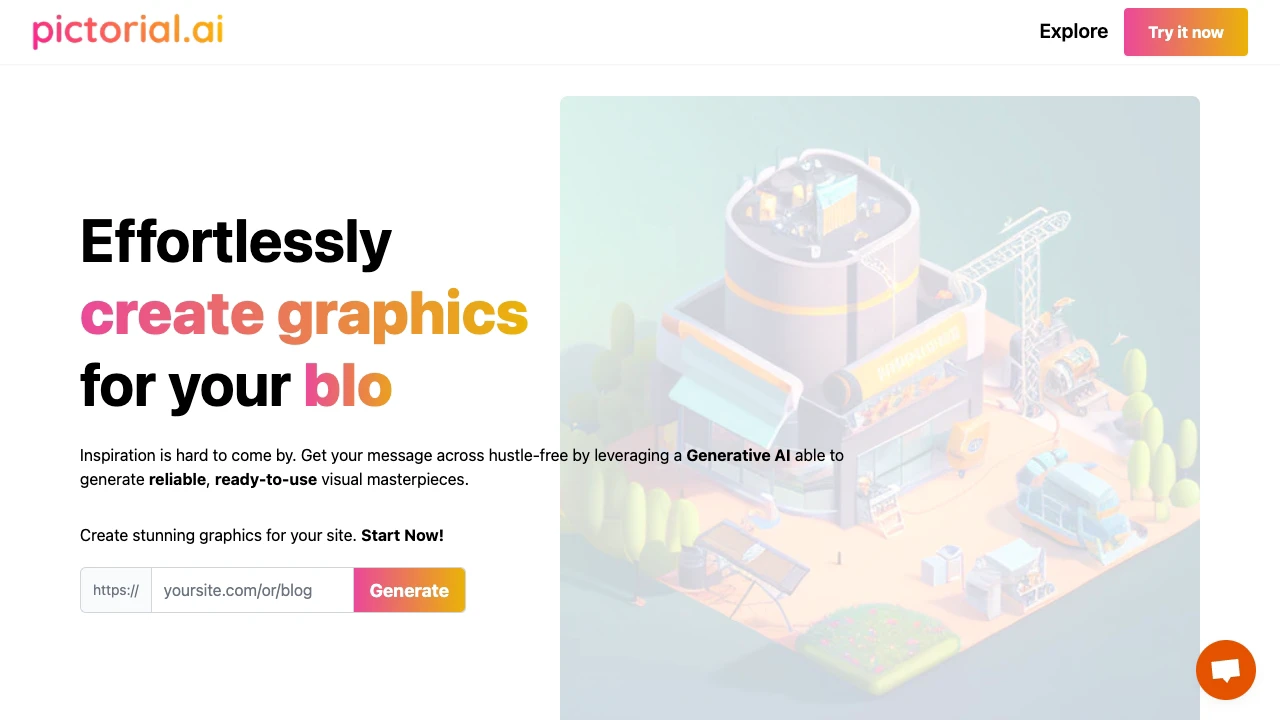 pictorial.ai
Explore
Try it now
Effortlessly
create graphics
for your blo
Inspiration is hard to come by. Get your message across hustle-free by leveraging a Generative AI able to
generate reliable, ready-to-use visual masterpieces.
Create stunning graphics for your site. Start Now!
https://
yoursite.com/or/blog
Generate